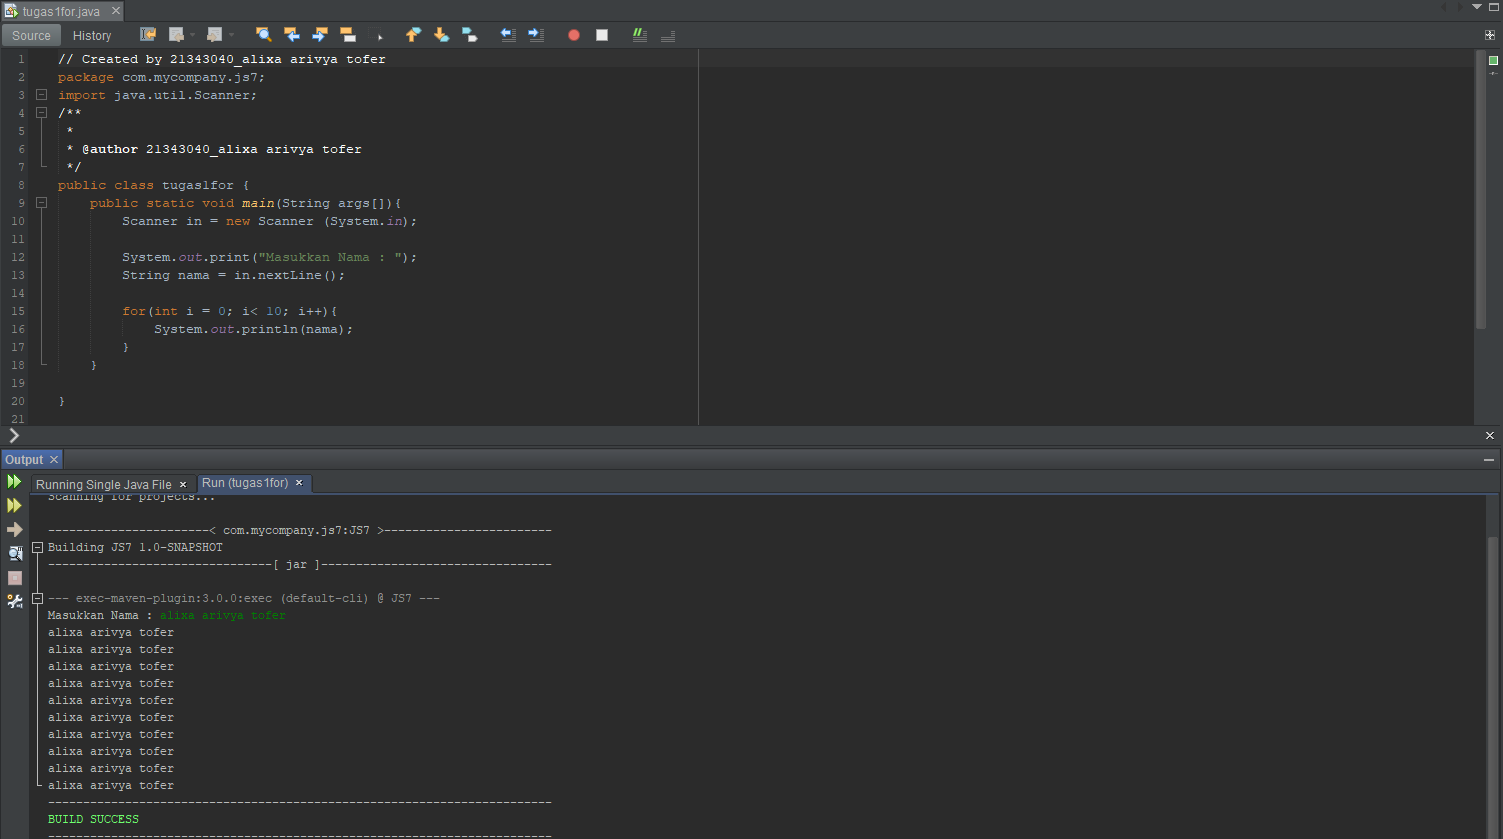 tugas1for.java
Source History
1 // Created by 21343040_alixa arivya tofer
2 package com.mycompany.js7;
3 import java.util.Scanner;
4 /**
5 *
6 * @author 21343040_alixa arivya tofer
7 */
8 public class tugas1for {
9 public static void main(String args[]){
10 Scanner in = new Scanner (System.in);
11
12 System.out.print("Masukkan Nama : ");
13 String nama = in.nextLine();
14
15 for(int i = 0; i< 10; i++){
16 System.out.println(nama);
17 }
18 }
19
20 }
21
Output
Running Single Java File Run (tugas1for)
Scanning for projects...
-----------------------< com.mycompany.js7:JS7 >------------------------
Building JS7 1.0-SNAPSHOT
--------------------------------[ jar ]---------------------------------
--- exec-maven-plugin:3.0.0:exec (default-cli) @ JS7 ---
Masukkan Nama : alixa arivya tofer
alixa arivya tofer
alixa arivya tofer
alixa arivya tofer
alixa arivya tofer
alixa arivya tofer
alixa arivya tofer
alixa arivya tofer
alixa arivya tofer
alixa arivya tofer
alixa arivya tofer
------------------------------------------------------------------------
BUILD SUCCESS
------------------------------------------------------------------------